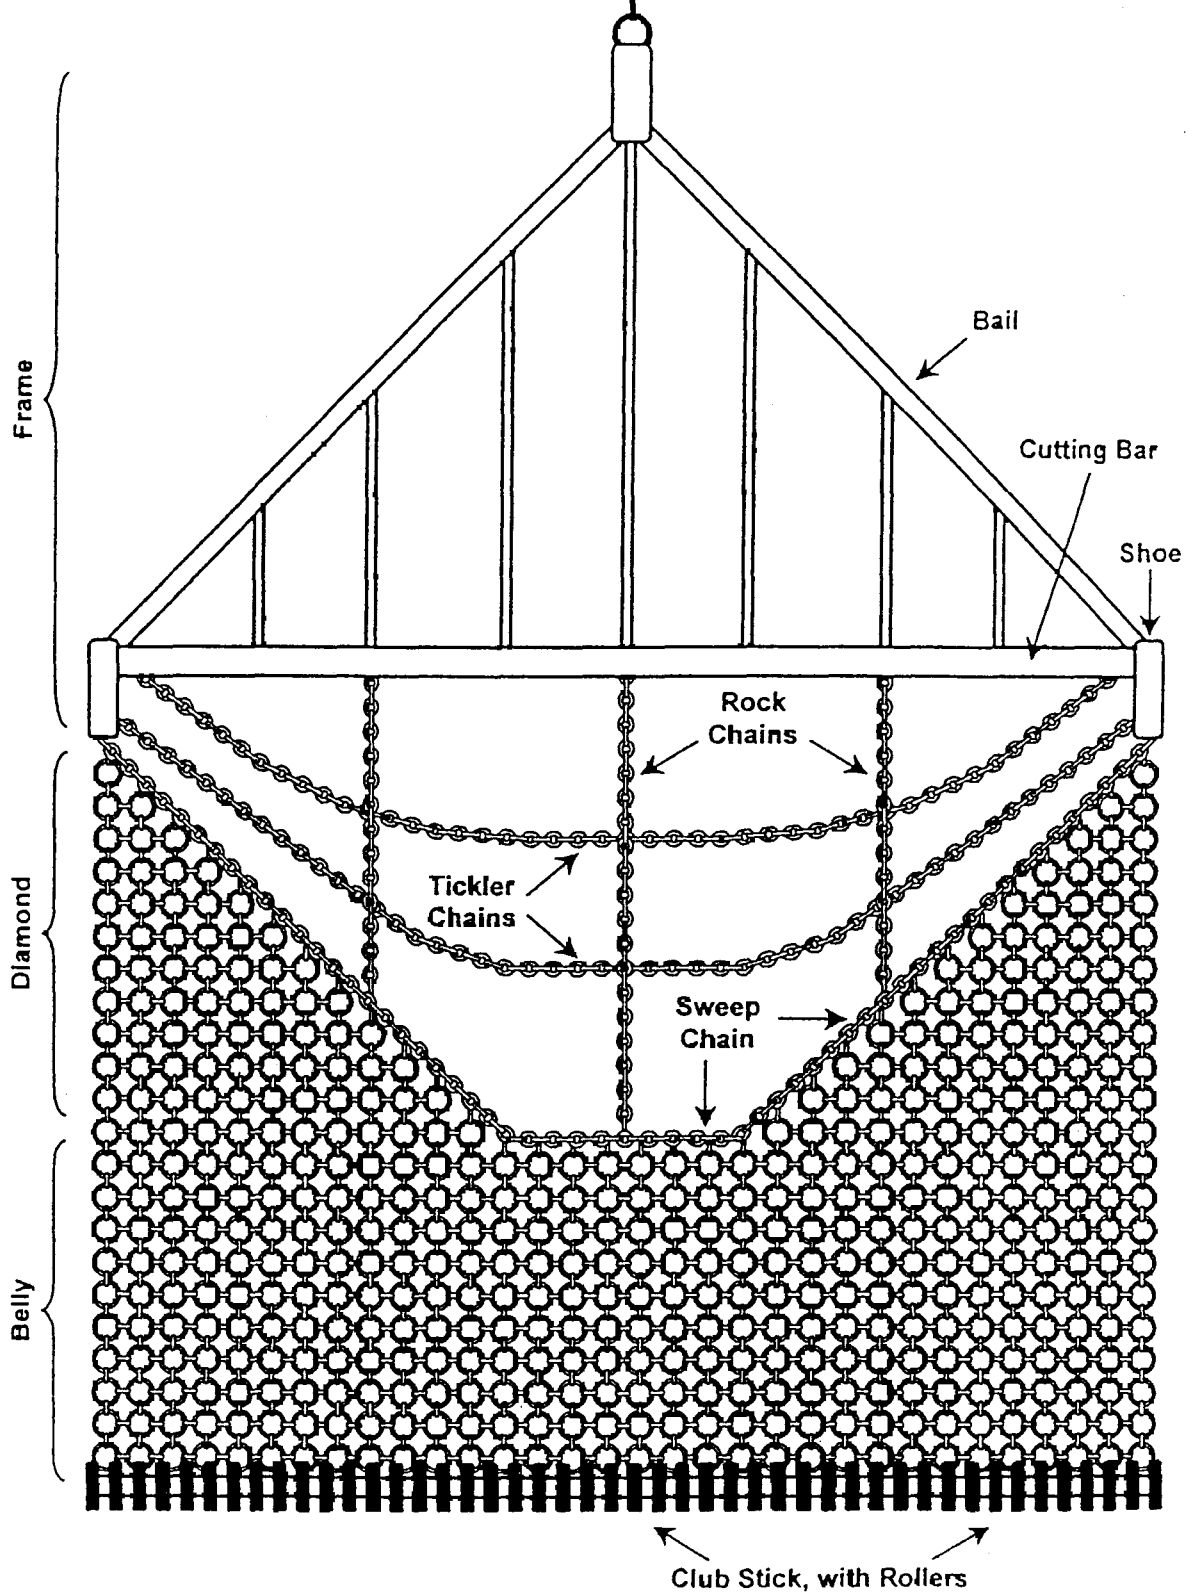 Bail
Frame
Cutting Bar
Shoe
Rock
Chains
Tickler
Chains
Diamond
Sweep
Chain
Belly
Club Stick, with Rollers